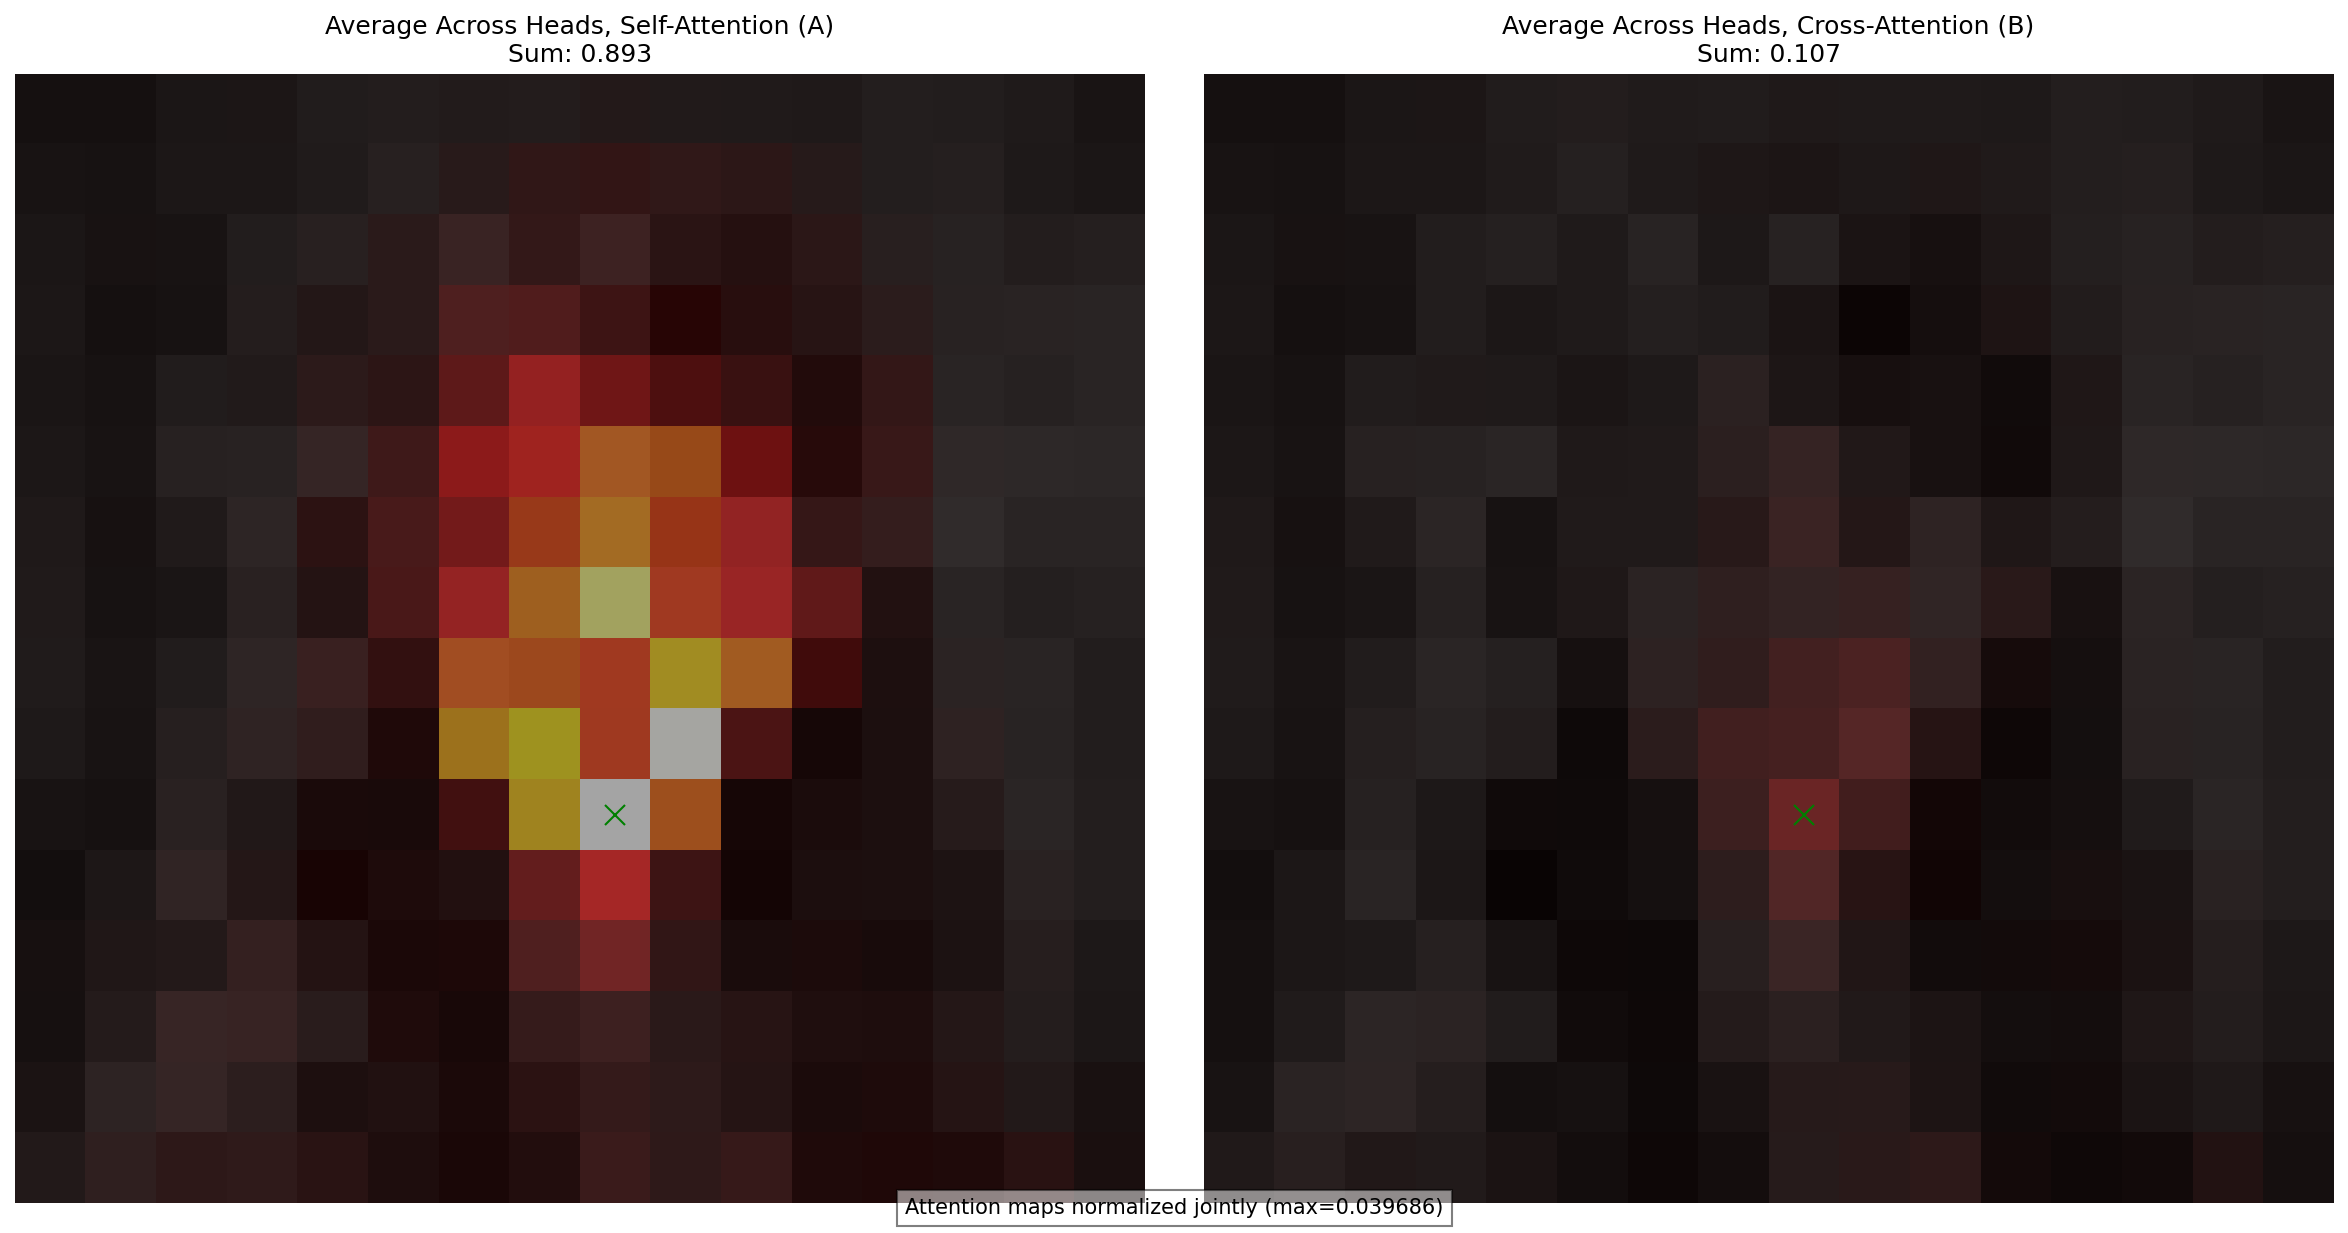 Average Across Heads, Self-Attention (A)
Sum: 0.893
Average Across Heads, Cross-Attention (B)
Sum: 0.107
Attention maps normalized jointly (max=0.039686)